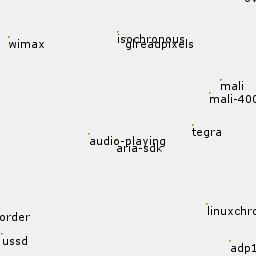 isochronous
wimax
glreadpixels
mali
mali-400
tegra
audio-playing
aria-sdk
linuxchro
order
ussd
adp1